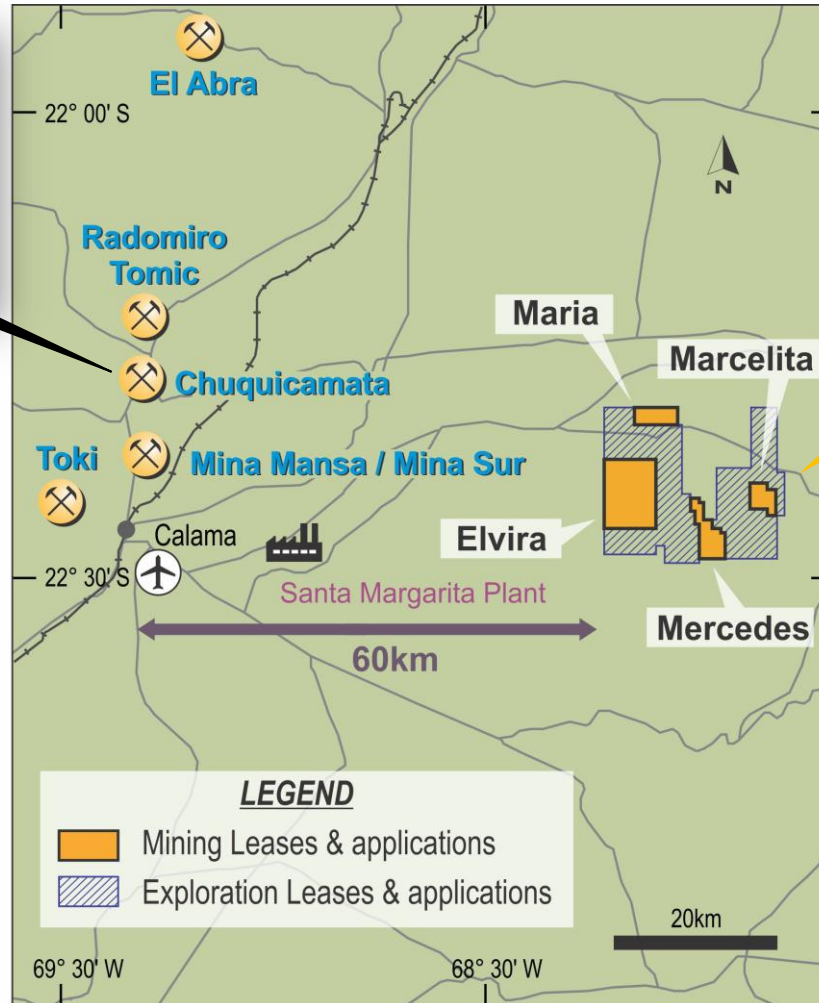 El Abra
22° 00' S
N
Radomiro
Tomic
Maria
Marcelita
Chuquicamata
Toki
Mina Mansa / Mina Sur
Calama
Elvira
22° 30' S
Santa Margarita Plant
Mercedes
60km
LEGEND
Mining Leases & applications
Exploration Leases & applications
20km
69° 30' W
68° 30' W